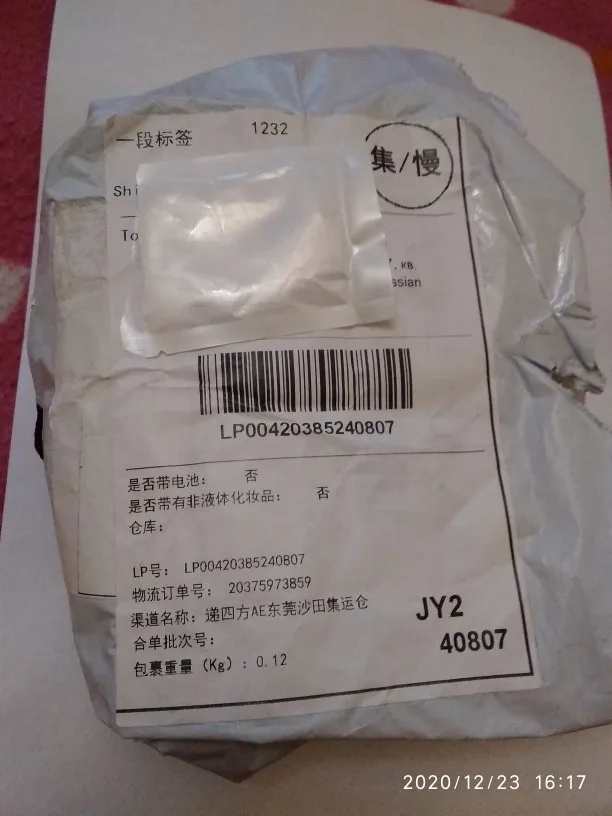 一段标签 1232
集/慢
Shi
To
, кв.
ssian
LP00420385240807
是否带电池： 否
是否带有非液体化妆品： 否
仓库：
LP号： LP00420385240807
物流订单号： 20375973859
渠道名称：递四方AE东莞沙田集运仓
JY2
合单批次号：
40807
包裹重量（Kg）：0.12
2020/12/23 16:17